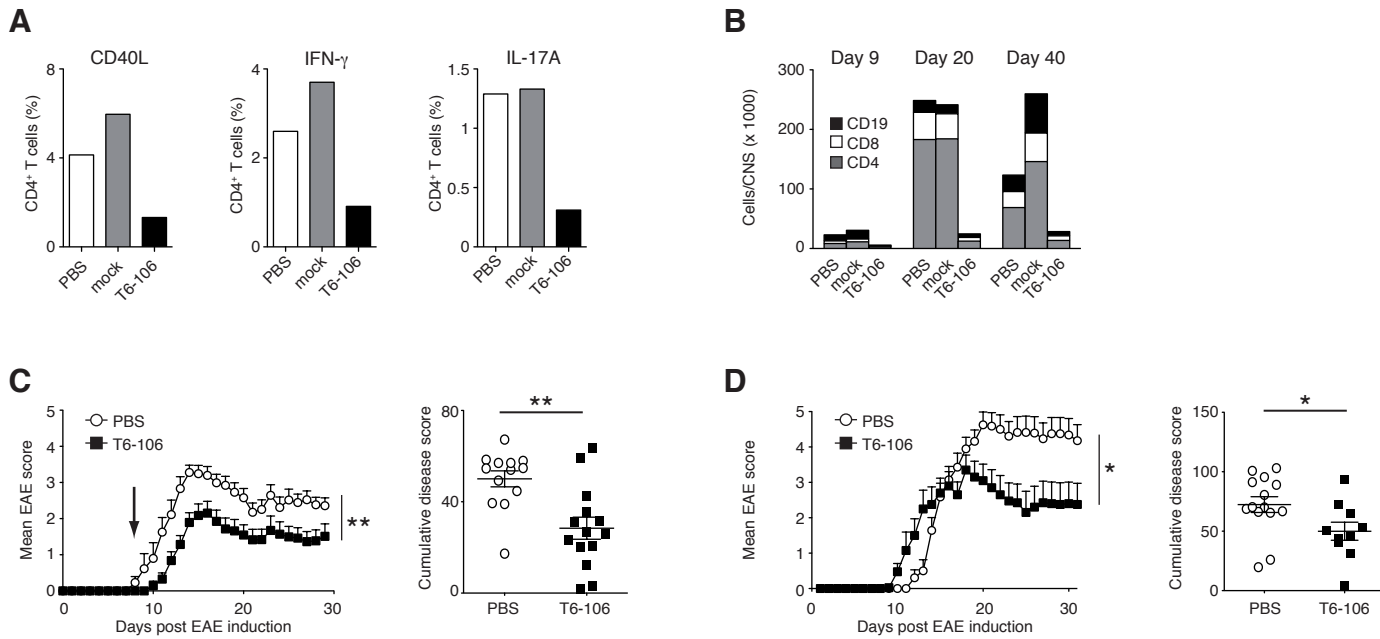 A
CD40L
CD4+ T cells (%)
8
4
0
PBS
mock
T6-106
IFN-γ
CD4+ T cells (%)
4
2
0
PBS
mock
T6-106
IL-17A
CD4+ T cells (%)
1.5
1
0.5
0
PBS
mock
T6-106
B
Day 9 Day 20 Day 40
Cells/CNS (x 1000)
300
200
100
0
CD19
CD8
CD4
PBS
mock
T6-106
PBS
mock
T6-106
PBS
mock
T6-106
C
PBS
T6-106
Mean EAE score
5
4
3
2
1
0
0 10 20 30
Days post EAE induction
**
Cumulative disease score
80
40
0
**
PBS T6-106
D
PBS
T6-106
Mean EAE score
5
4
3
2
1
0
0 10 20 30
Days post EAE induction
*
Cumulative disease score
150
100
50
0
*
PBS T6-106